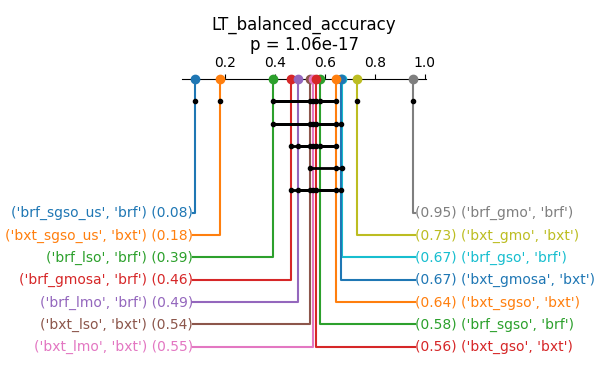 LT_balanced_accuracy
p = 1.06e-17
0.2 0.4 0.6 0.8 1.0
('brf_sgso_us', 'brf') (0.08) (0.95) ('brf_gmo', 'brf')
('bxt_sgso_us', 'bxt') (0.18) (0.73) ('bxt_gmo', 'bxt')
('brf_lso', 'brf') (0.39) (0.67) ('brf_gso', 'brf')
('brf_gmosa', 'brf') (0.46) (0.67) ('bxt_gmosa', 'bxt')
('brf_lmo', 'brf') (0.49) (0.64) ('bxt_sgso', 'bxt')
('bxt_lso', 'bxt') (0.54) (0.58) ('brf_sgso', 'brf')
('bxt_lmo', 'bxt') (0.55) (0.56) ('bxt_gso', 'bxt')